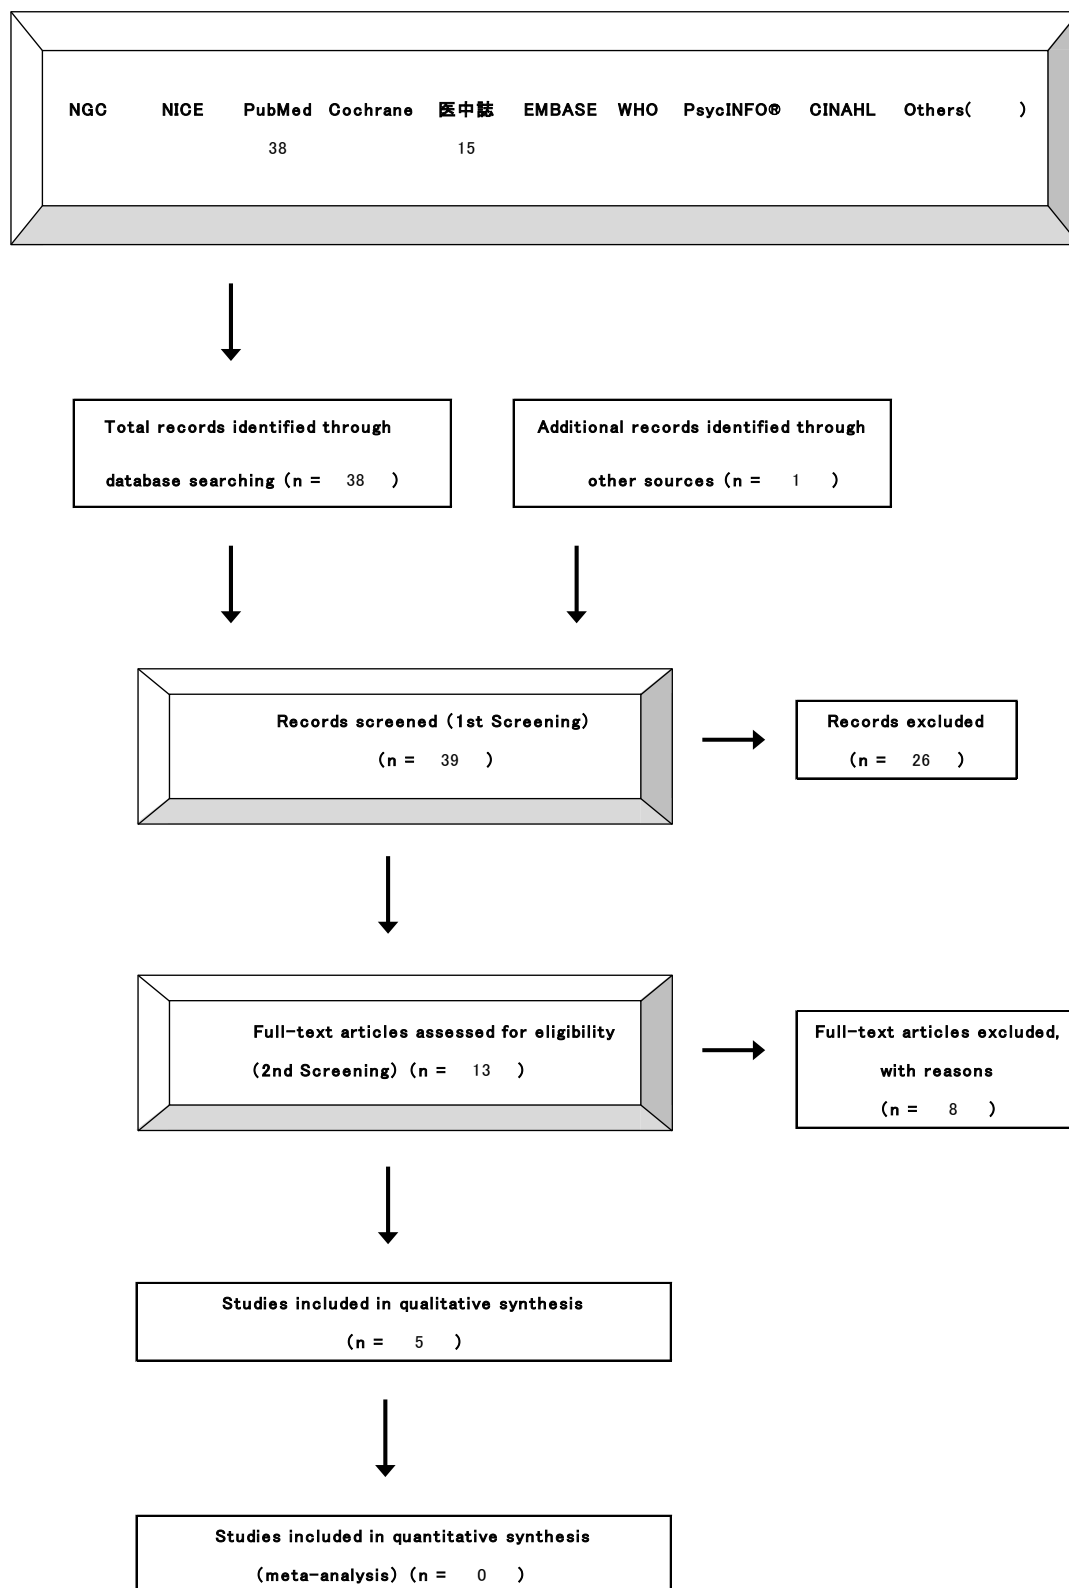 NGC NICE PubMed Cochrane 医中誌 EMBASE WHO PsycINFO® CINAHL Others( )
38 15
Total records identified through
database searching (n = 38 )
Additional records identified through
other sources (n = 1 )
Records screened (1st Screening)
(n = 39 )
Records excluded
(n = 26 )
Full-text articles assessed for eligibility
(2nd Screening) (n = 13 )
Full-text articles excluded,
with reasons
(n = 8 )
Studies included in qualitative synthesis
(n = 5 )
Studies included in quantitative synthesis
(meta-analysis) (n = 0 )